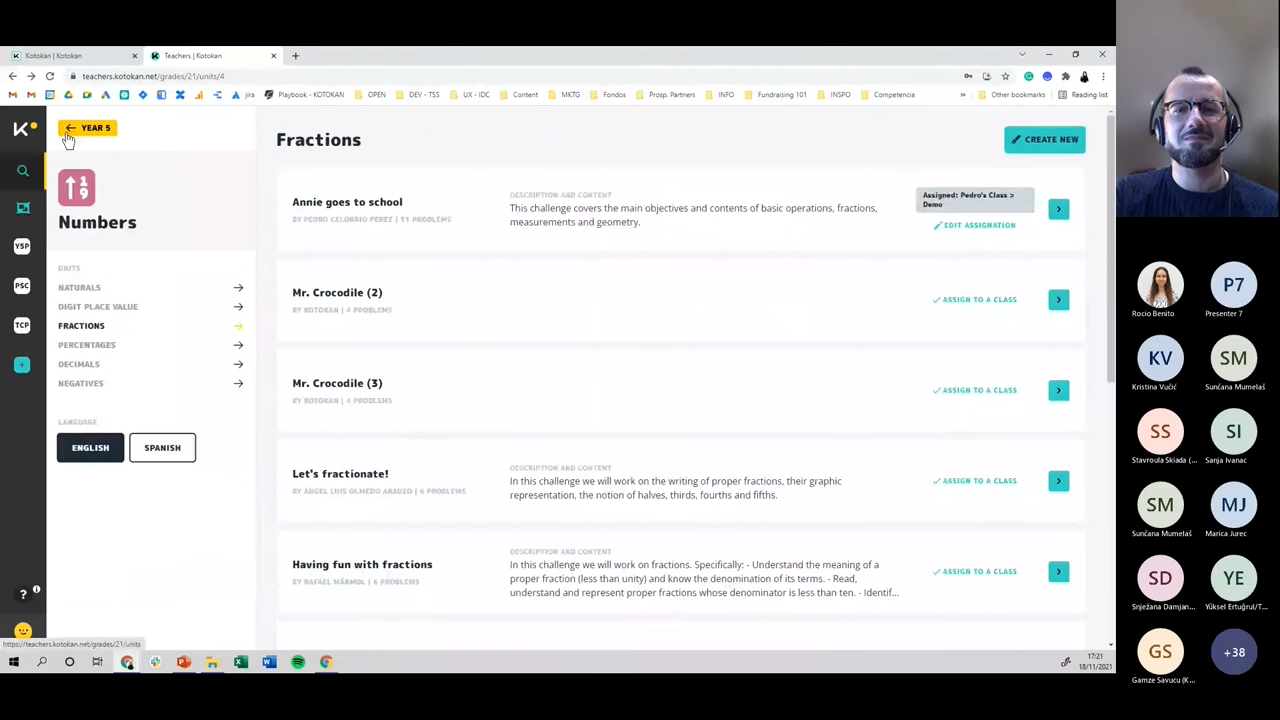 Kotokan | Kotokan
Teachers | Kotokan
teachers.kotokan.net/grades/21/units/4
jira
Playbook - KOTOKAN
OPEN
DEV - TSS
UX - IDC
Content
MKTG
Fondos
Prosp. Partners
INFO
Fundraising 101
INSPO
Competencia
»
Other bookmarks
Reading list
K
YEAR 5
19
Numbers
UNITS
NATURALS
DIGIT PLACE VALUE
FRACTIONS
PERCENTAGES
DECIMALS
NEGATIVES
LANGUAGE
ENGLISH
SPANISH
Y5P
PSC
TCP
+
?
https://teachers.kotokan.net/grades/21/units
Fractions
CREATE NEW
Annie goes to school
BY PEDRO CELORRIO PEREZ | 11 PROBLEMS
DESCRIPTION AND CONTENT
This challenge covers the main objectives and contents of basic operations, fractions,
measurements and geometry.
Assigned: Pedro's Class >
Demo
EDIT ASSIGNATION
Mr. Crocodile (2)
BY KOTOKAN | 4 PROBLEMS
ASSIGN TO A CLASS
Mr. Crocodile (3)
BY KOTOKAN | 4 PROBLEMS
ASSIGN TO A CLASS
Let's fractionate!
BY ÁNGEL LUIS OLMEDO ARAUZO | 6 PROBLEMS
DESCRIPTION AND CONTENT
In this challenge we will work on the writing of proper fractions, their graphic
representation, the notion of halves, thirds, fourths and fifths.
ASSIGN TO A CLASS
Having fun with fractions
BY RAFAEL MÁRMOL | 6 PROBLEMS
DESCRIPTION AND CONTENT
In this challenge we will work on fractions. Specifically: - Understand the meaning of a
proper fraction (less than unity) and know the denomination of its terms. - Read,
understand and represent proper fractions whose denominator is less than ten. - Identif...
ASSIGN TO A CLASS
17:21
18/11/2021
Rocio Benito
P7
Presenter 7
KV
Kristina Vučić
SM
Sunčana Mumelaš
SS
Stavroula Skiada (...
SI
Sanja Ivanac
SM
Sunčana Mumelaš
MJ
Marica Jurec
SD
Snježana Damjan...
YE
Yüksel Ertuğrul/T...
GS
Gamze Savucu (K...
+38